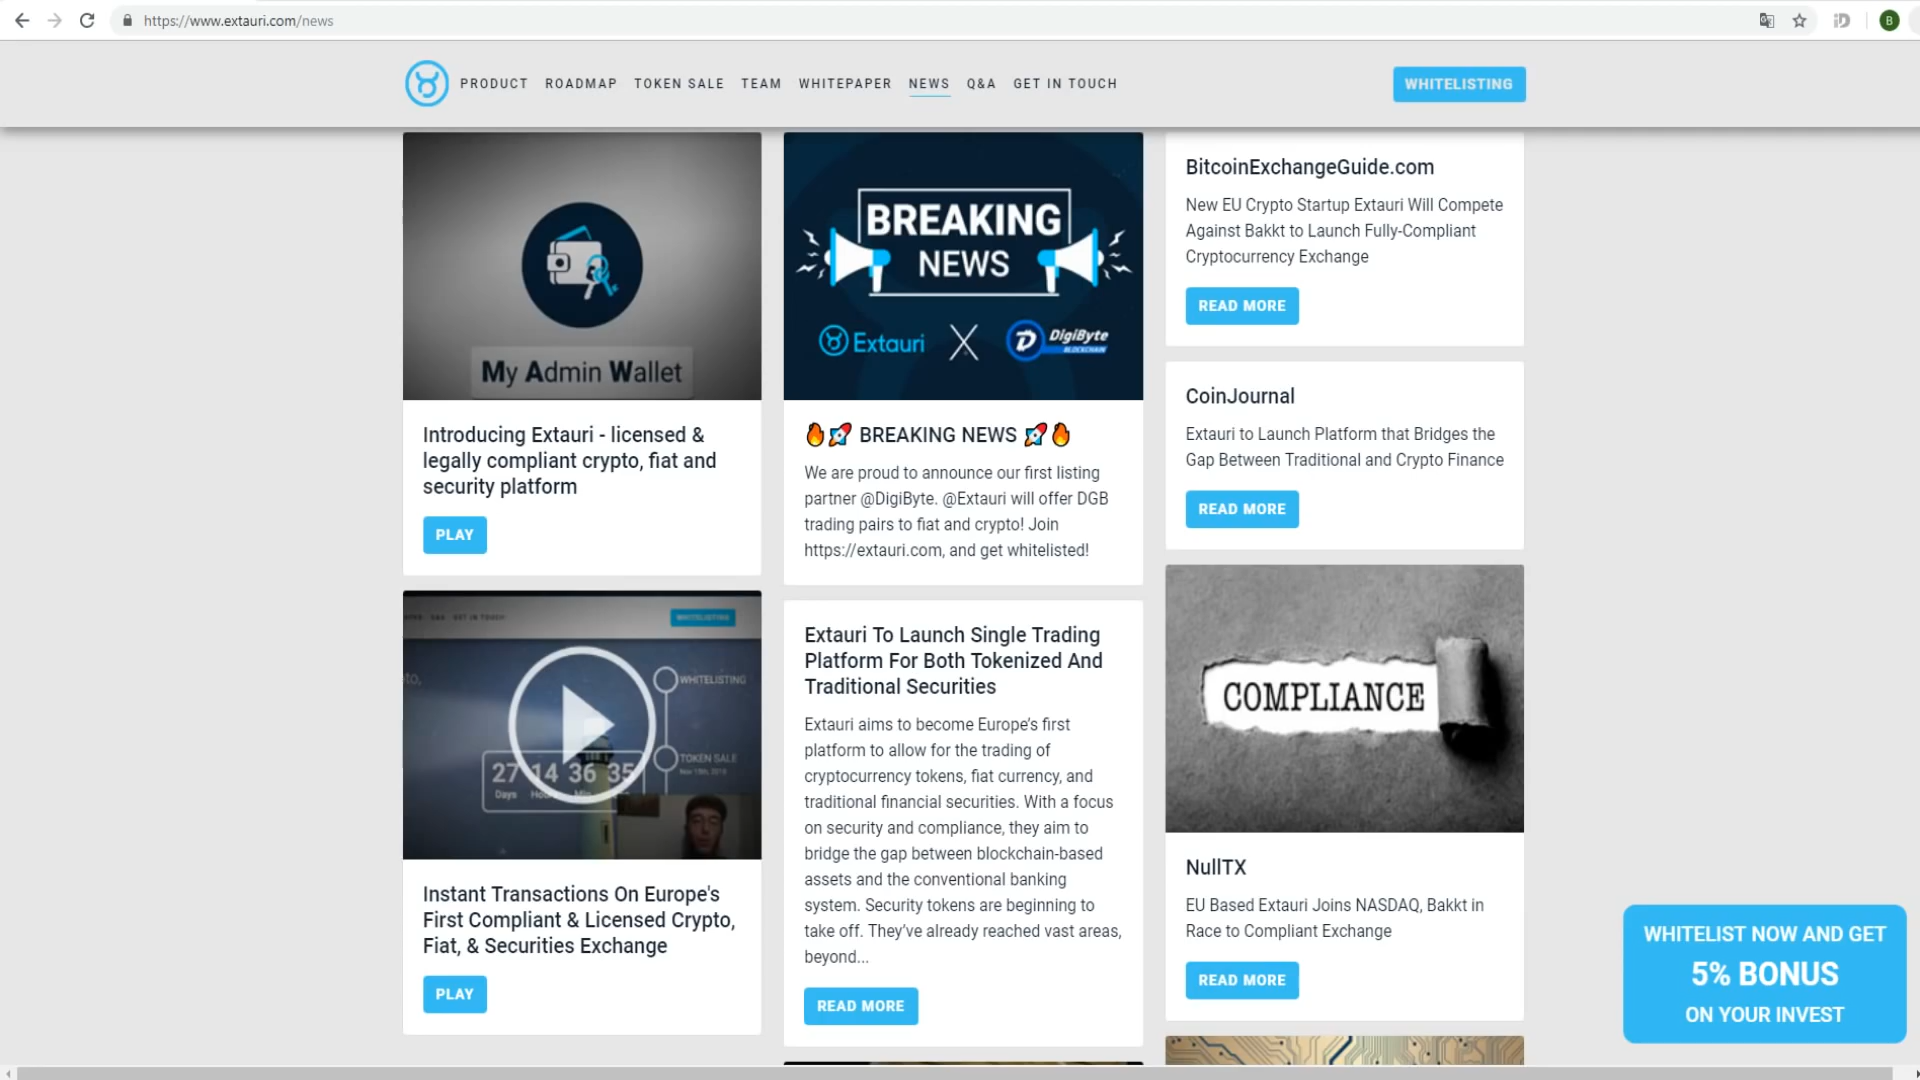 https://www.extauri.com/news
B
PRODUCT ROADMAP TOKEN SALE TEAM WHITEPAPER NEWS Q&A GET IN TOUCH
WHITELISTING
My Admin Wallet
Introducing Extauri - licensed &
legally compliant crypto, fiat and
security platform
PLAY
GET IN TOUCH
WHITELISTING
to,
WHITELISTING
TOKEN SALE
27 14 36 35
Days
Instant Transactions On Europe's
First Compliant & Licensed Crypto,
Fiat, & Securities Exchange
PLAY
BREAKING
NEWS
Extauri X DigiByte
BLOCKCHAIN
🔥🚀 BREAKING NEWS 🚀🔥
We are proud to announce our first listing
partner @DigiByte. @Extauri will offer DGB
trading pairs to fiat and crypto! Join
https://extauri.com, and get whitelisted!
Extauri To Launch Single Trading
Platform For Both Tokenized And
Traditional Securities
Extauri aims to become Europe’s first
platform to allow for the trading of
cryptocurrency tokens, fiat currency, and
traditional financial securities. With a focus
on security and compliance, they aim to
bridge the gap between blockchain-based
assets and the conventional banking
system. Security tokens are beginning to
take off. They’ve already reached vast areas,
beyond...
READ MORE
BitcoinExchangeGuide.com
New EU Crypto Startup Extauri Will Compete
Against Bakkt to Launch Fully-Compliant
Cryptocurrency Exchange
READ MORE
CoinJournal
Extauri to Launch Platform that Bridges the
Gap Between Traditional and Crypto Finance
READ MORE
COMPLIANCE
NullTX
EU Based Extauri Joins NASDAQ, Bakkt in
Race to Compliant Exchange
READ MORE
WHITELIST NOW AND GET
5% BONUS
ON YOUR INVEST